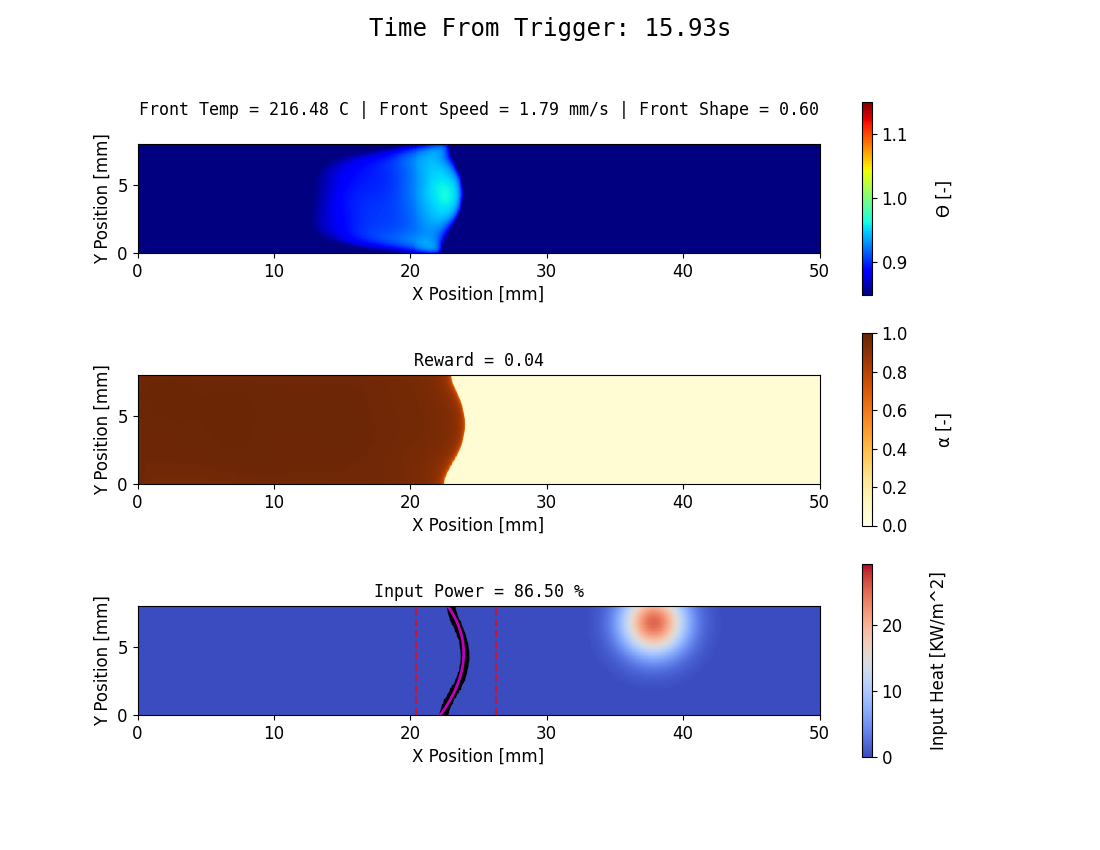 Time From Trigger: 15.93s
Front Temp = 216.48 C | Front Speed = 1.79 mm/s | Front Shape = 0.60
Y Position [mm]
5
0
0 10 20 30 40 50
X Position [mm]
1.1
1.0
0.9
Θ [-]
Reward = 0.04
Y Position [mm]
5
0
0 10 20 30 40 50
X Position [mm]
1.0
0.8
0.6
0.4
0.2
0.0
α [-]
Input Power = 86.50 %
Y Position [mm]
5
0
0 10 20 30 40 50
X Position [mm]
20
10
0
Input Heat [KW/m^2]